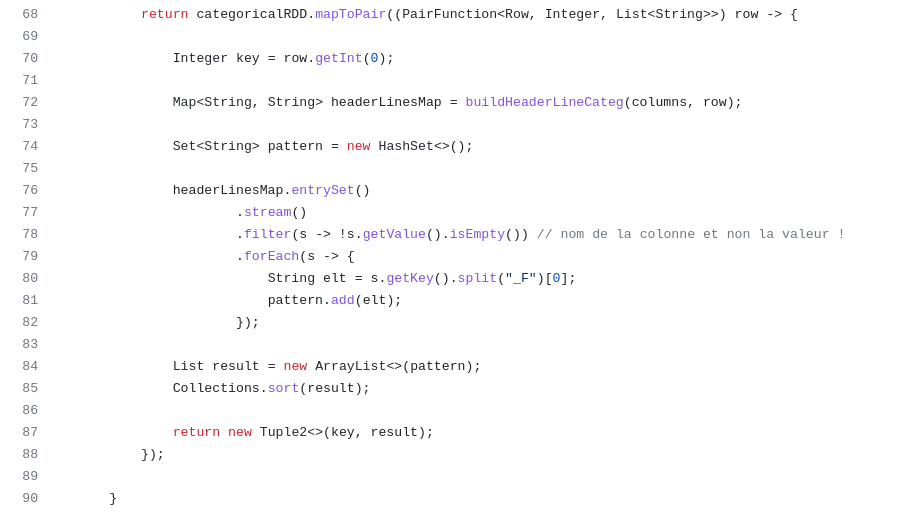 68 return categoricalRDD.mapToPair((PairFunction<Row, Integer, List<String>>) row -> {
69
70 Integer key = row.getInt(0);
71
72 Map<String, String> headerLinesMap = buildHeaderLineCateg(columns, row);
73
74 Set<String> pattern = new HashSet<>();
75
76 headerLinesMap.entrySet()
77 .stream()
78 .filter(s -> !s.getValue().isEmpty()) // nom de la colonne et non la valeur !
79 .forEach(s -> {
80 String elt = s.getKey().split("_F")[0];
81 pattern.add(elt);
82 });
83
84 List result = new ArrayList<>(pattern);
85 Collections.sort(result);
86
87 return new Tuple2<>(key, result);
88 });
89
90 }